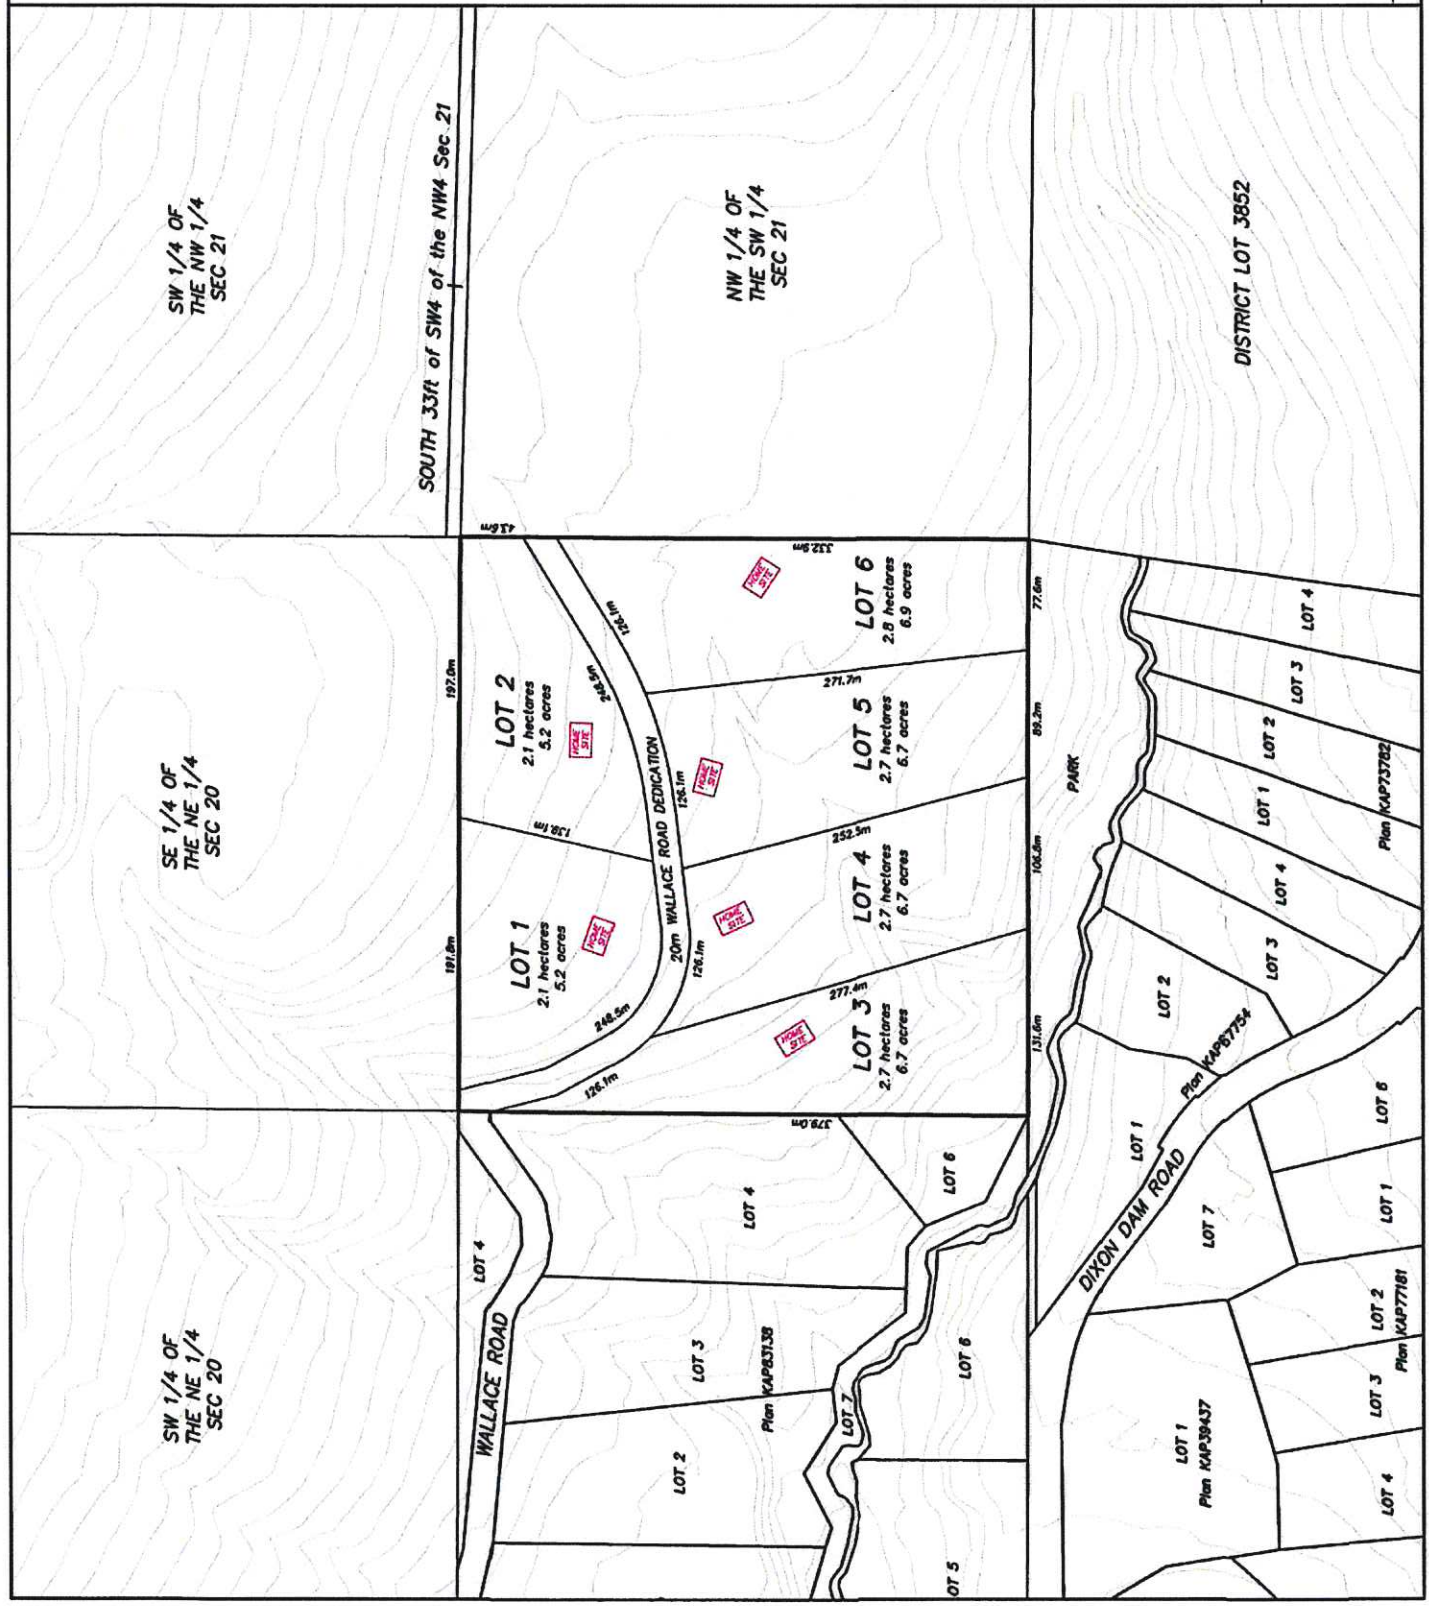 SW 1/4 OF
THE NW 1/4
SEC 21
SOUTH 33ft of SW4 of the NW4 Sec 21
NW 1/4 OF
THE SW 1/4
SEC 21
DISTRICT LOT 3852
SE 1/4 OF
THE NE 1/4
SEC 20
197.0m
191.8m
43.6m
LOT 2
2.1 hectares
5.2 acres
HOME
SITE
248.5m
126.1m
139.1m
LOT 1
2.1 hectares
5.2 acres
HOME
SITE
248.5m
126.1m
20m WALLACE ROAD DEDICATION
126.1m
126.1m
HOME
SITE
332.9m
LOT 6
2.8 hectares
6.9 acres
271.7m
HOME
SITE
LOT 5
2.7 hectares
6.7 acres
252.5m
HOME
SITE
LOT 4
2.7 hectares
6.7 acres
277.4m
HOME
SITE
LOT 3
2.7 hectares
6.7 acres
379.0m
77.6m
89.2m
106.8m
131.6m
PARK
LOT 4
LOT 3
LOT 2
LOT 1
Plan KAP73782
LOT 4
LOT 3
LOT 2
Plan KAP67754
LOT 1
DIXON DAM ROAD
LOT 6
LOT 1
LOT 7
LOT 2
Plan KAP77181
LOT 3
LOT 4
LOT 1
Plan KAP39437
SW 1/4 OF
THE NE 1/4
SEC 20
LOT 4
WALLACE ROAD
LOT 4
LOT 6
LOT 3
Plan KAP83138
LOT 2
LOT 7
LOT 6
OT 5